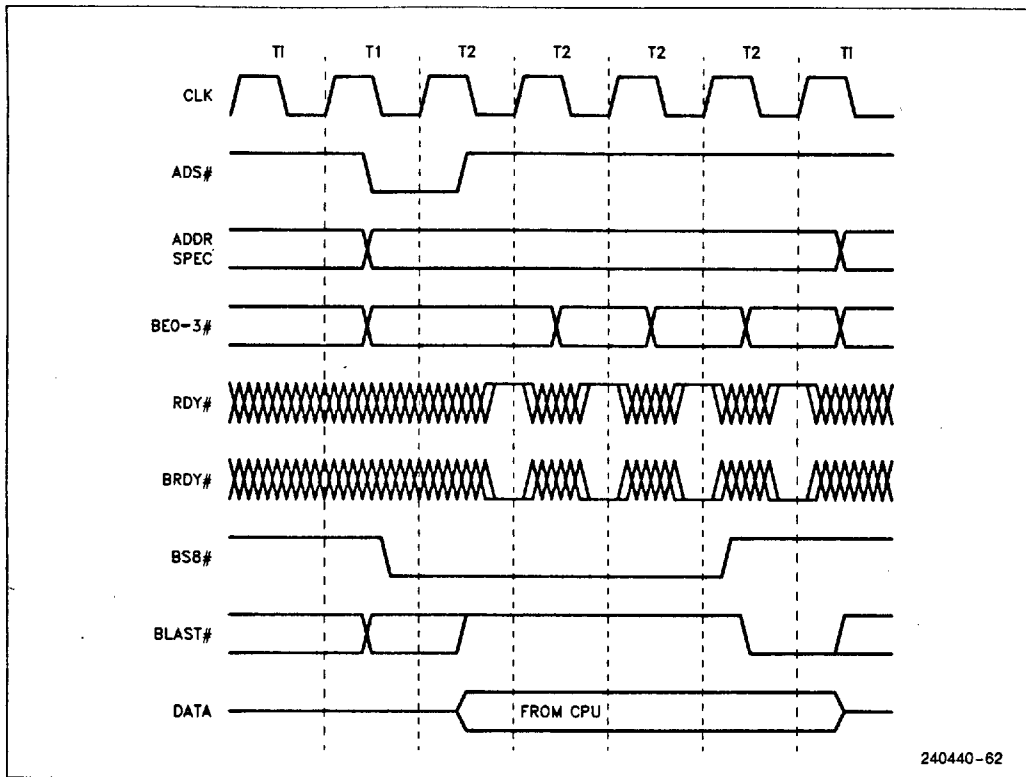 TI T1 T2 T2 T2 T2 TI
CLK
ADS#
ADDR
SPEC
BE0-3#
RDY#
BRDY#
BS8#
BLAST#
DATA
FROM CPU
240440-62